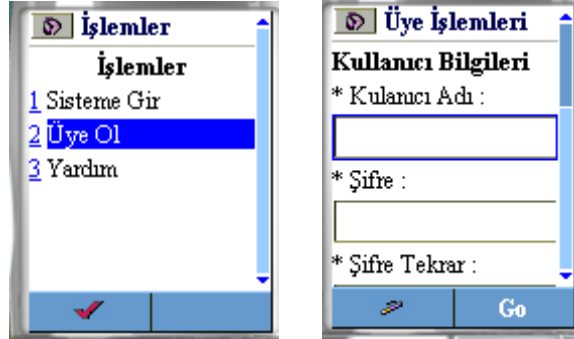 İşlemler
İşlemler
1 Sisteme Gir
2 Üye Ol
3 Yardım
Üye İşlemleri
Kullanıcı Bilgileri
* Kulanıcı Adı :
* Şifre :
* Şifre Tekrar :
Go